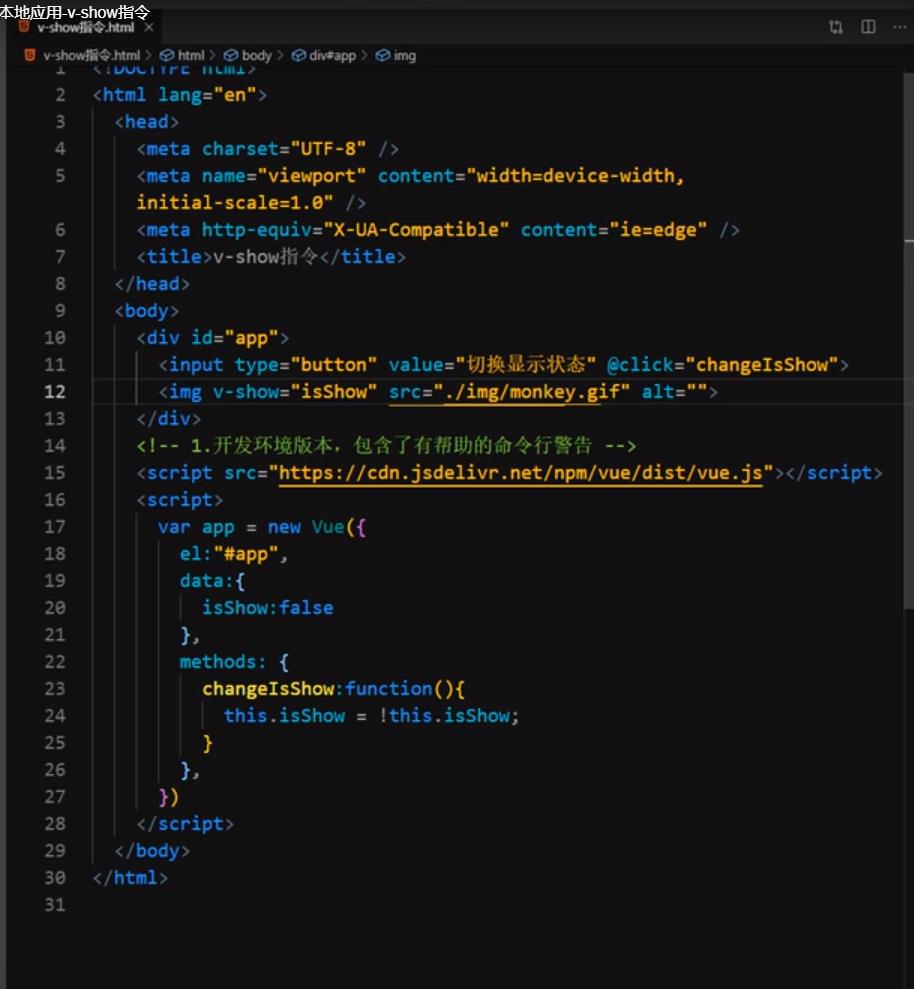 本地应用-v-show指令
v-show指令.html ×
v-show指令.html > html > body > div#app > img
1 <!DOCTYPE html>
2 <html lang="en">
3 <head>
4 <meta charset="UTF-8" />
5 <meta name="viewport" content="width=device-width,
initial-scale=1.0" />
6 <meta http-equiv="X-UA-Compatible" content="ie=edge" />
7 <title>v-show指令</title>
8 </head>
9 <body>
10 <div id="app">
11 <input type="button" value="切换显示状态" @click="changeIsShow">
12 <img v-show="isShow" src="./img/monkey.gif" alt="">
13 </div>
14 <!-- 1.开发环境版本，包含了有帮助的命令行警告 -->
15 <script src="https://cdn.jsdelivr.net/npm/vue/dist/vue.js"></script>
16 <script>
17 var app = new Vue({
18 el:"#app",
19 data:{
20 isShow:false
21 },
22 methods: {
23 changeIsShow:function(){
24 this.isShow = !this.isShow;
25 }
26 },
27 })
28 </script>
29 </body>
30 </html>
31